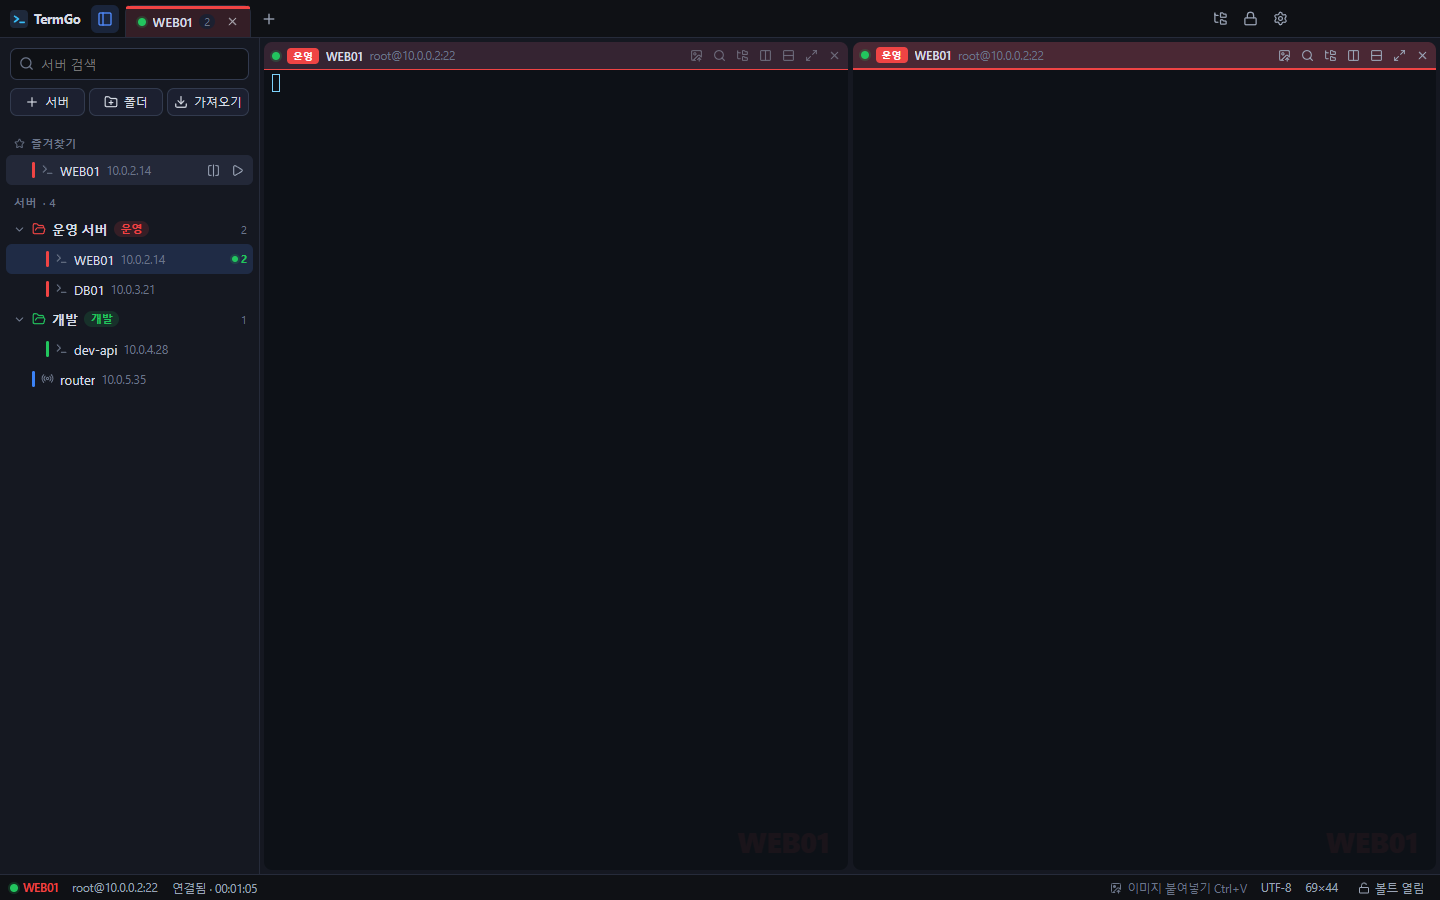 TermGo
WEB01 2
서버 검색
서버
폴더
가져오기
즐겨찾기
WEB01 10.0.2.14
서버 · 4
운영 서버 운영 2
WEB01 10.0.2.14 2
DB01 10.0.3.21
개발 개발 1
dev-api 10.0.4.28
router 10.0.5.35
운영 WEB01 root@10.0.0.2:22
WEB01
운영 WEB01 root@10.0.0.2:22
WEB01
WEB01 root@10.0.0.2:22 연결됨 · 00:01:05
이미지 붙여넣기 Ctrl+V UTF-8 69×44 볼트 열림